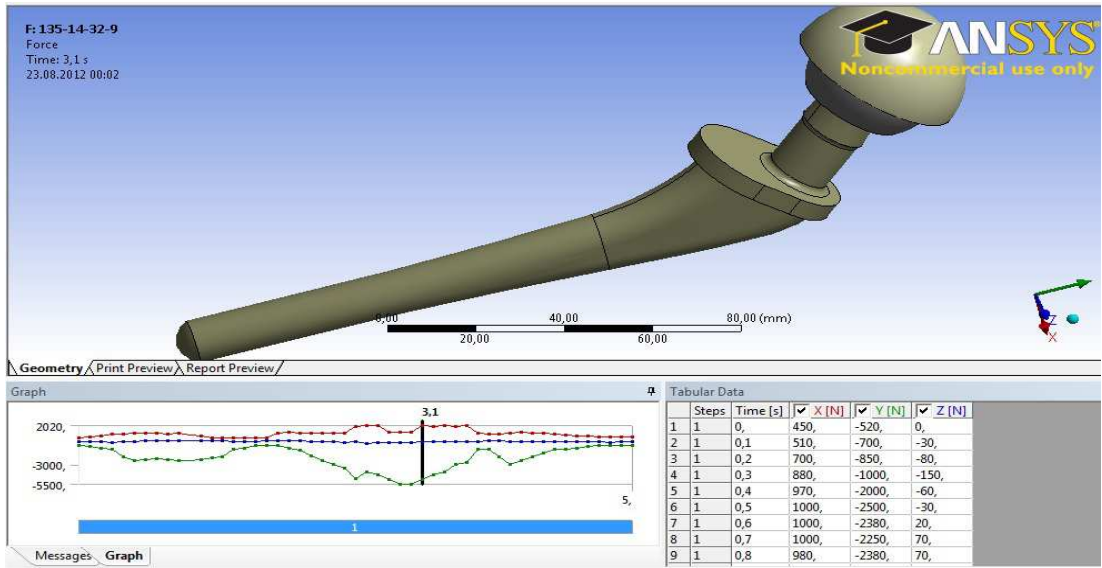 F: 135-14-32-9
Force
Time: 3,1 s
23.08.2012 00:02
ANSYS
Noncommercial use only
0,00 40,00 80,00 (mm)
20,00 60,00
Z
X
Geometry Print Preview Report Preview
Graph
3,1
2020,
-3000,
-5500,
5,
1
Messages Graph
Tabular Data
Steps Time [s] X [N] Y [N] Z [N]
1 1 0, 450, -520, 0,
2 1 0,1 510, -700, -30,
3 1 0,2 700, -850, -80,
4 1 0,3 880, -1000, -150,
5 1 0,4 970, -2000, -60,
6 1 0,5 1000, -2500, -30,
7 1 0,6 1000, -2380, 20,
8 1 0,7 1000, -2250, 70,
9 1 0,8 980, -2380, 70,